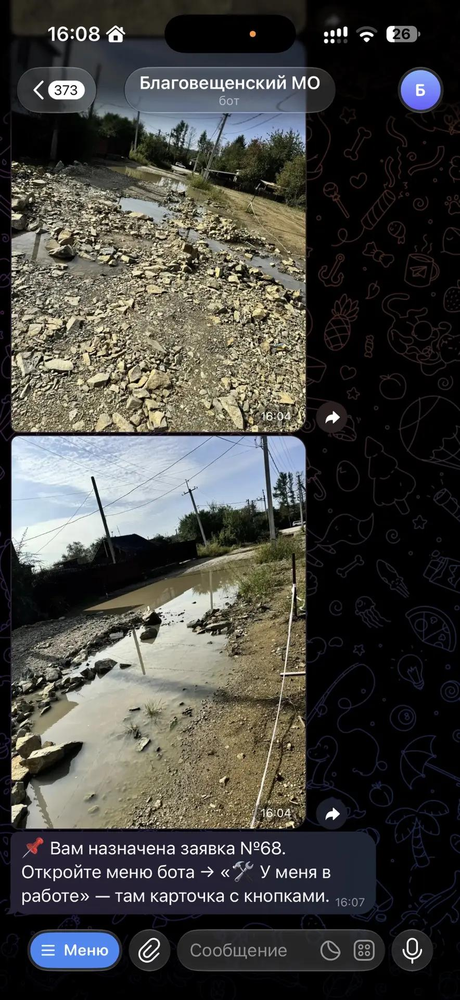 16:08
26
373
Благовещенский МО
бот
Б
16:04
16:04
📌 Вам назначена заявка №68.
Откройте меню бота → «🛠 У меня в
работе» — там карточка с кнопками. 16:07
Меню
Сообщение